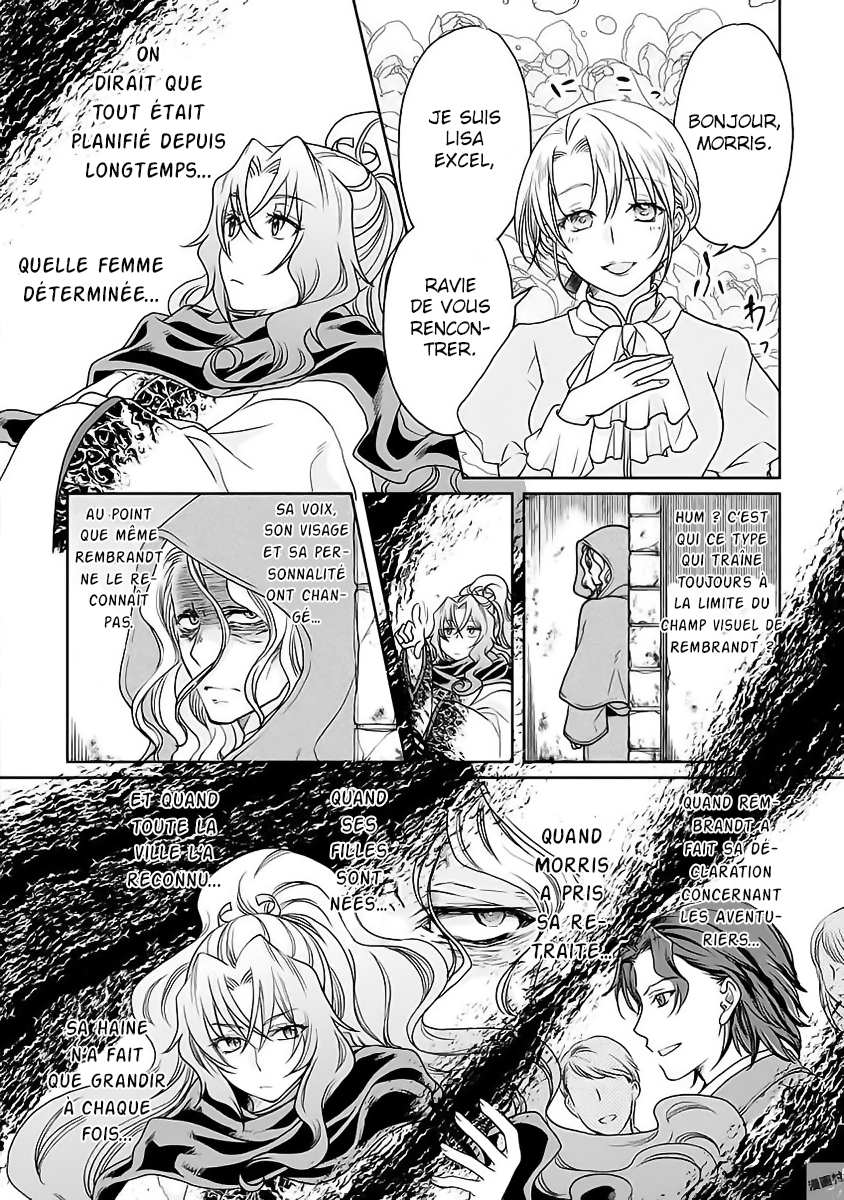 BONJOUR,
MORRIS.
JE SUIS
LISA
EXCEL,
RAVIE
DE VOUS
RENCON-
TRER.
ON
DIRAIT QUE
TOUT ÉTAIT
PLANIFIÉ DEPUIS
LONGTEMPS...
QUELLE FEMME
DÉTERMINÉE...
HUM ? C'EST
QUI CE TYPE
QUI TRAÎNE
TOUJOURS À
LA LIMITE DU
CHAMP VISUEL DE
REMBRANDT ?
SA VOIX,
SON VISAGE
ET SA PER-
SONNALITÉ
ONT CHAN-
GÉ...
AU POINT
QUE MÊME
REMBRANDT
NE LE RE-
CONNAÎT
PAS.
QUAND REM-
BRANDT A
FAIT SA DÉ-
CLARATION
CONCERNANT
LES AVENTU-
RIERS...
QUAND
MORRIS
A PRIS
SA RE-
TRAITE...
QUAND
SES
FILLES
SONT
NÉES...
ET QUAND
TOUTE LA
VILLE L'A
RECONNU...
SA HAINE
N'A FAIT
QUE GRANDIR
À CHAQUE
FOIS...
漫画村